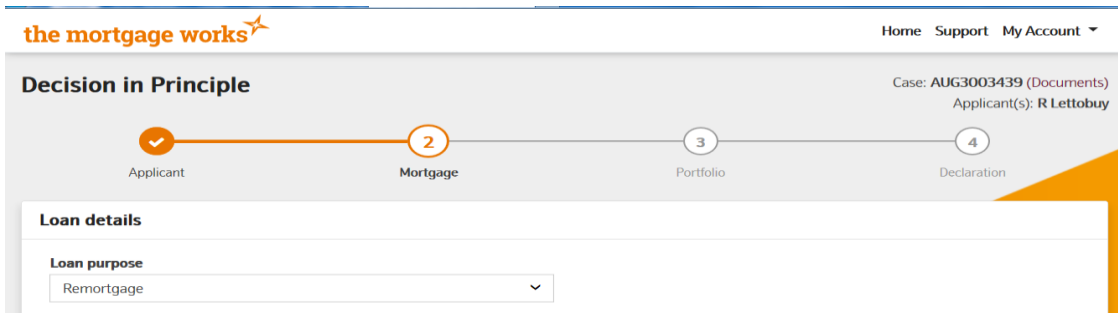 the mortgage works
Home Support My Account
Decision in Principle
Case: AUG3003439 (Documents)
Applicant(s): R Lettobuy
2 3 4
Applicant Mortgage Portfolio Declaration
Loan details
Loan purpose
Remortgage